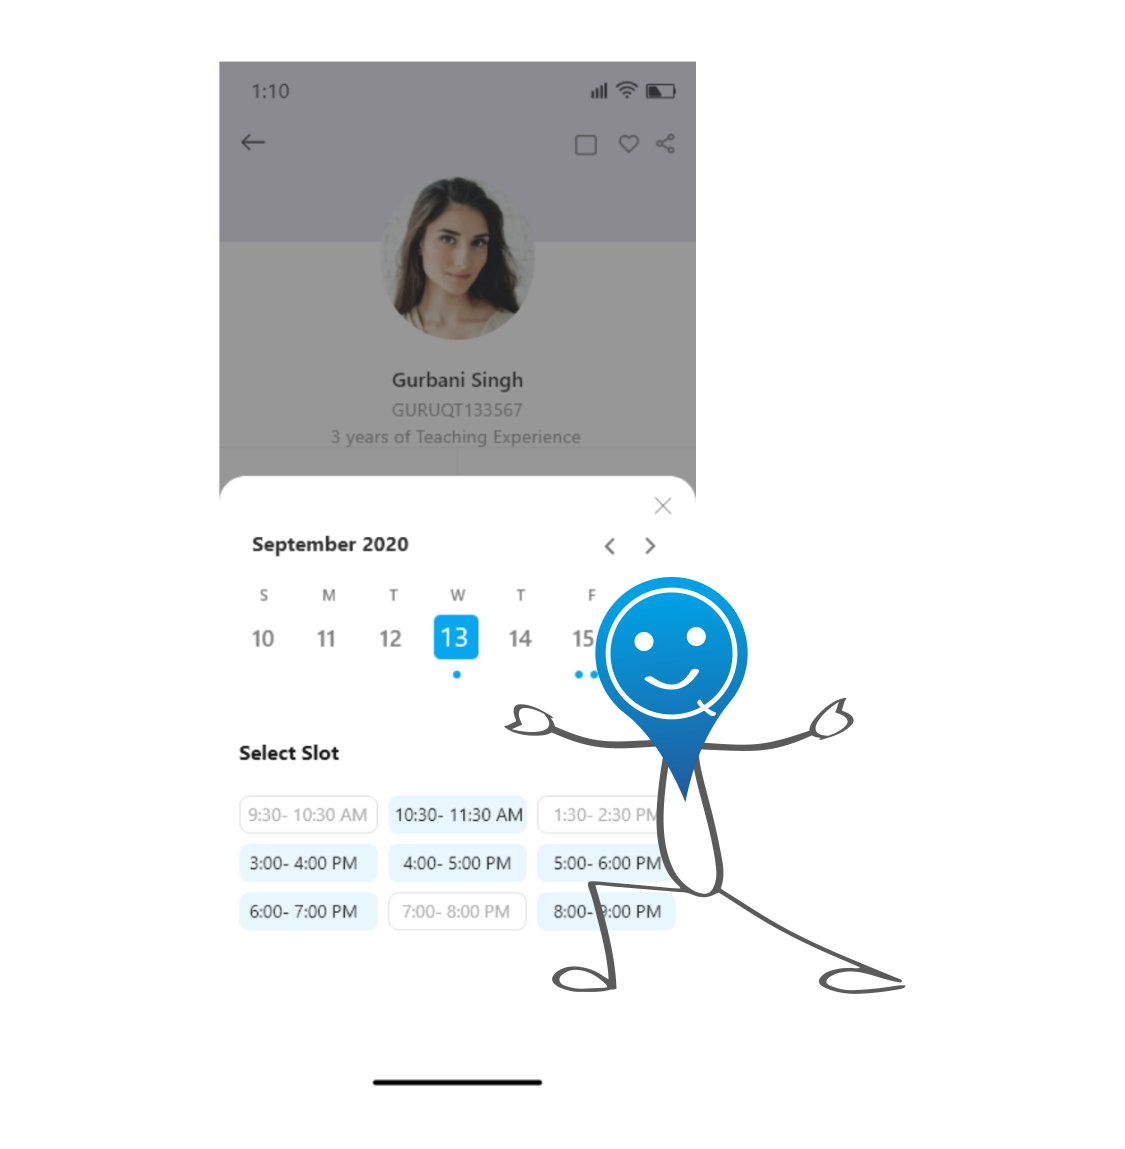 1:10
Gurbani Singh
GURUQT133567
3 years of Teaching Experience
September 2020
S M T W T F
10 11 12 13 14 15
Select Slot
9:30- 10:30 AM 10:30- 11:30 AM 1:30- 2:30 PM
3:00- 4:00 PM 4:00- 5:00 PM 5:00- 6:00 PM
6:00- 7:00 PM 7:00- 8:00 PM 8:00- 9:00 PM